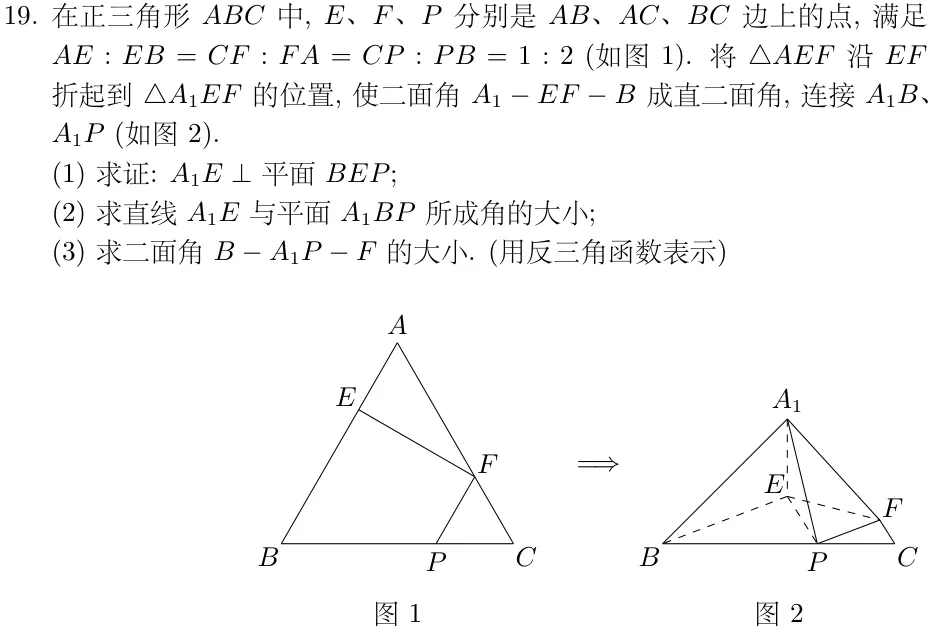 19. 在正三角形 ABC 中, E、F、P 分别是 AB、AC、BC 边上的点, 满足
AE : EB = CF : FA = CP : PB = 1 : 2 (如图 1). 将 △AEF 沿 EF
折起到 △A₁EF 的位置, 使二面角 A₁ − EF − B 成直二面角, 连接 A₁B、
A₁P (如图 2).
(1) 求证: A₁E ⊥ 平面 BEP;
(2) 求直线 A₁E 与平面 A₁BP 所成角的大小;
(3) 求二面角 B − A₁P − F 的大小. (用反三角函数表示)
A
E
F
B
P
C
图 1
⟹
A₁
E
F
B
P
C
图 2